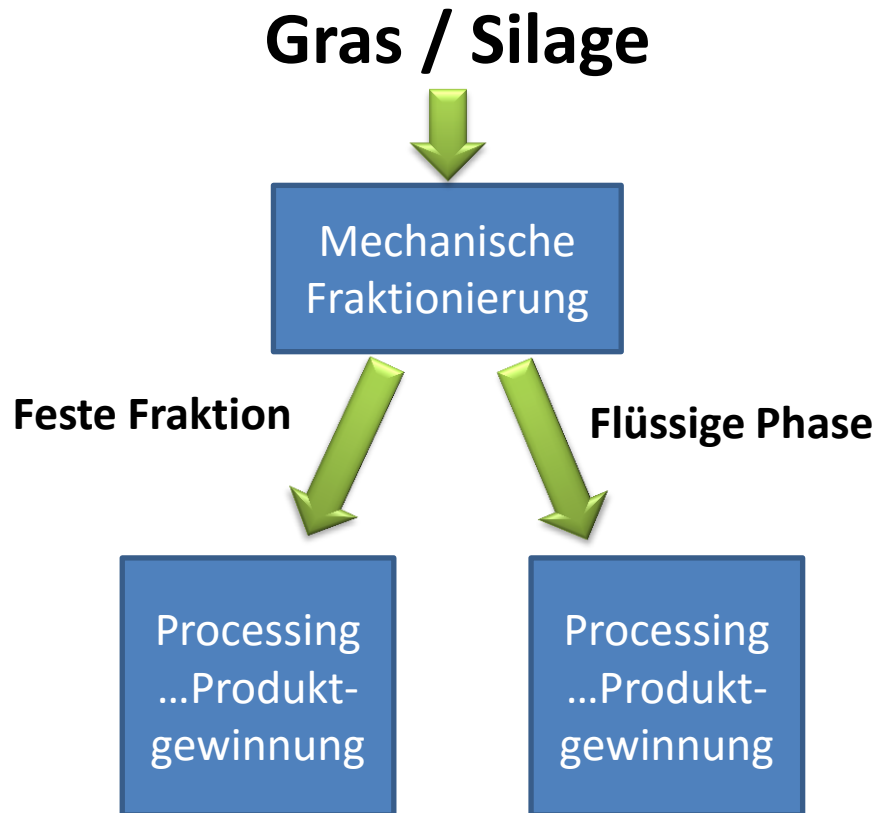 Gras / Silage
Mechanische
Fraktionierung
Feste Fraktion
Flüssige Phase
Processing
...Produkt-
gewinnung
Processing
...Produkt-
gewinnung